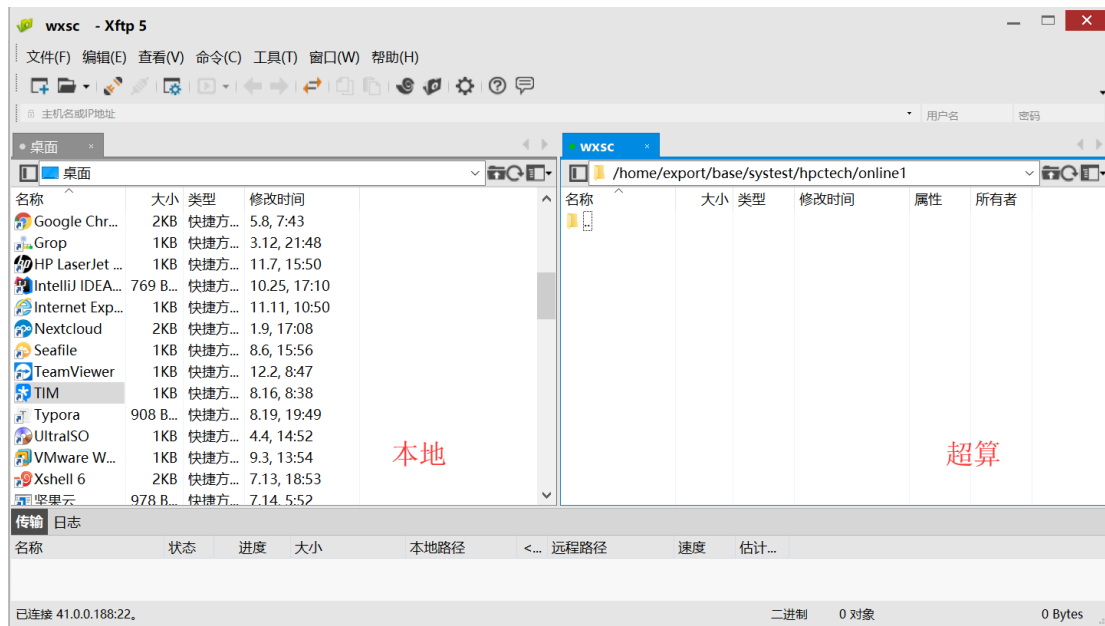 wxsc - Xftp 5
文件(F) 编辑(E) 查看(V) 命令(C) 工具(T) 窗口(W) 帮助(H)
主机名或IP地址 用户名 密码
桌面 × wxsc ×
桌面 /home/export/base/systest/hpctech/online1
名称 大小 类型 修改时间 名称 大小 类型 修改时间 属性 所有者
Google Chr... 2KB 快捷方... 5.8, 7:43 ..
Grop 1KB 快捷方... 3.12, 21:48
HP LaserJet ... 1KB 快捷方... 11.7, 15:50
IntelliJ IDEA... 769 B... 快捷方... 10.25, 17:10
Internet Exp... 1KB 快捷方... 11.11, 10:50
Nextcloud 2KB 快捷方... 1.9, 17:08
Seafile 1KB 快捷方... 8.6, 15:56
TeamViewer 1KB 快捷方... 12.2, 8:47
TIM 1KB 快捷方... 8.16, 8:38
Typora 908 B... 快捷方... 8.19, 19:49
UltraISO 1KB 快捷方... 4.4, 14:52
VMware W... 1KB 快捷方... 9.3, 13:54
本地 超算
Xshell 6 2KB 快捷方... 7.13, 18:53
坚果云 978 B... 快捷方... 7.14, 5:52
传输 日志
名称 状态 进度 大小 本地路径 <... 远程路径 速度 估计...
已连接 41.0.0.188:22。 二进制 0 对象 0 Bytes